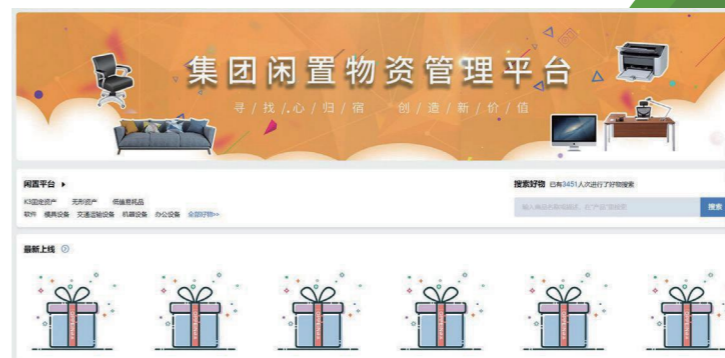 集团闲置物资管理平台
寻/找/心/归/宿 创/造/新/价/值
闲置平台
搜索好物 已有3451人次进行了好物搜索
K3固定资产 无形资产 低值易耗品
软件 模具设备 交通运输设备 机器设备 办公设备 全部好物>>
搜索
最新上线